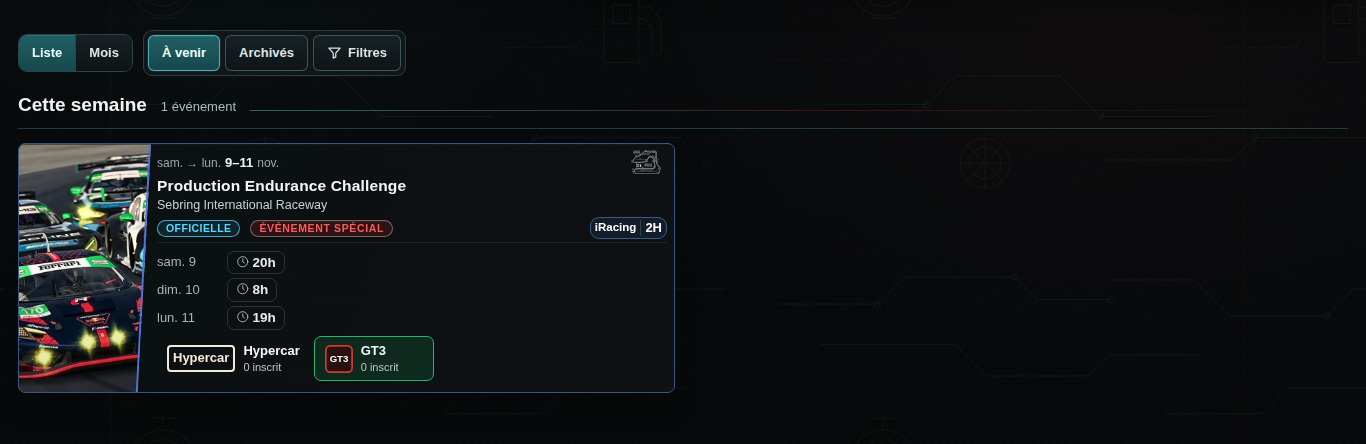 Liste
Mois
À venir
Archivés
Filtres
Cette semaine 1 événement
sam. → lun. 9–11 nov.
Production Endurance Challenge
Sebring International Raceway
OFFICIELLE
ÉVÉNEMENT SPÉCIAL
iRacing 2H
sam. 9 20h
dim. 10 8h
lun. 11 19h
Hypercar
Hypercar
0 inscrit
GT3
GT3
0 inscrit
Ferrari